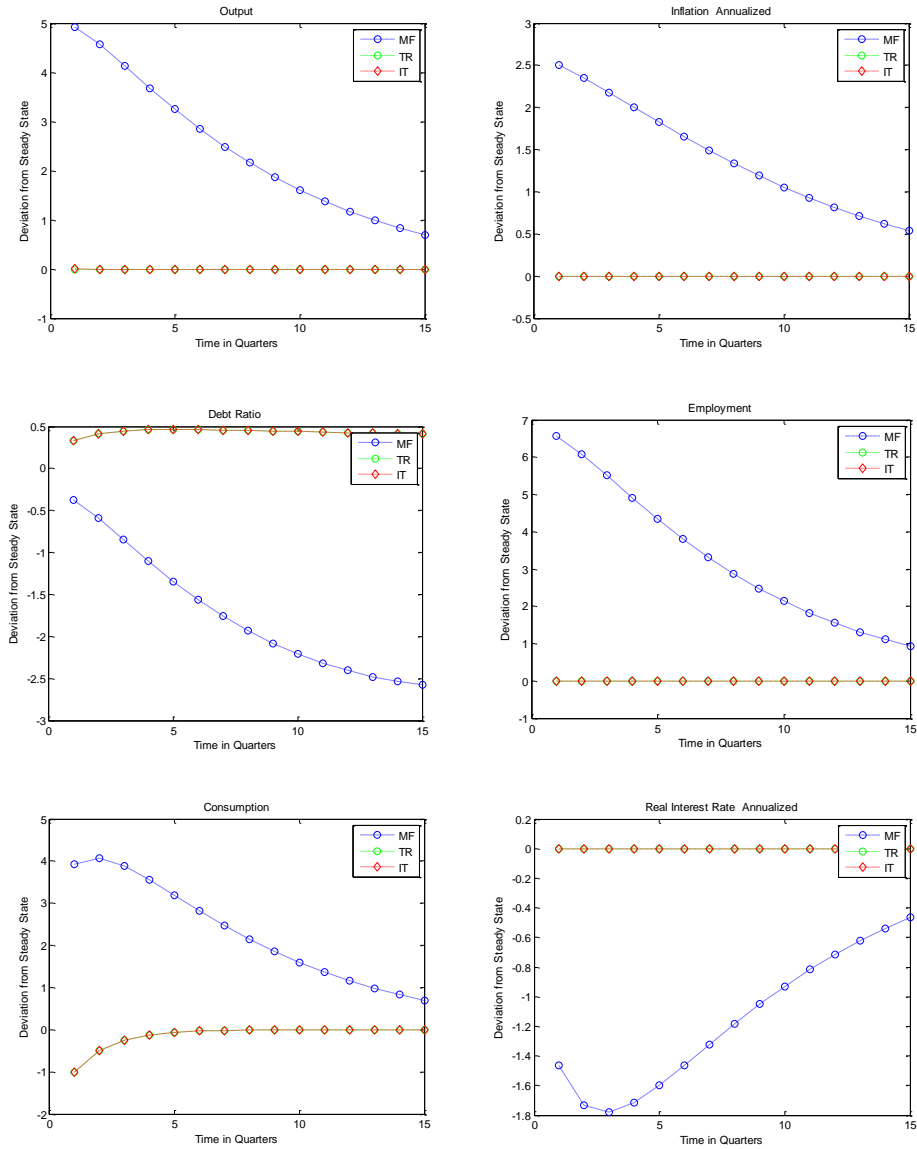 Output
5
4
3
2
1
0
-1
0 5 10 15
Deviation from Steady State
Time in Quarters
MF
TR
IT
Inflation Annualized
3
2.5
2
1.5
1
0.5
0
-0.5
0 5 10 15
Deviation from Steady State
Time in Quarters
MF
TR
IT
Debt Ratio
0.5
0
-0.5
-1
-1.5
-2
-2.5
-3
0 5 10 15
Deviation from Steady State
Time in Quarters
MF
TR
IT
Employment
7
6
5
4
3
2
1
0
-1
0 5 10 15
Deviation from Steady State
Time in Quarters
MF
TR
IT
Consumption
5
4
3
2
1
0
-1
-2
0 5 10 15
Deviation from Steady State
Time in Quarters
MF
TR
IT
Real Interest Rate Annualized
0.2
0
-0.2
-0.4
-0.6
-0.8
-1
-1.2
-1.4
-1.6
-1.8
0 5 10 15
Deviation from Steady State
Time in Quarters
MF
TR
IT